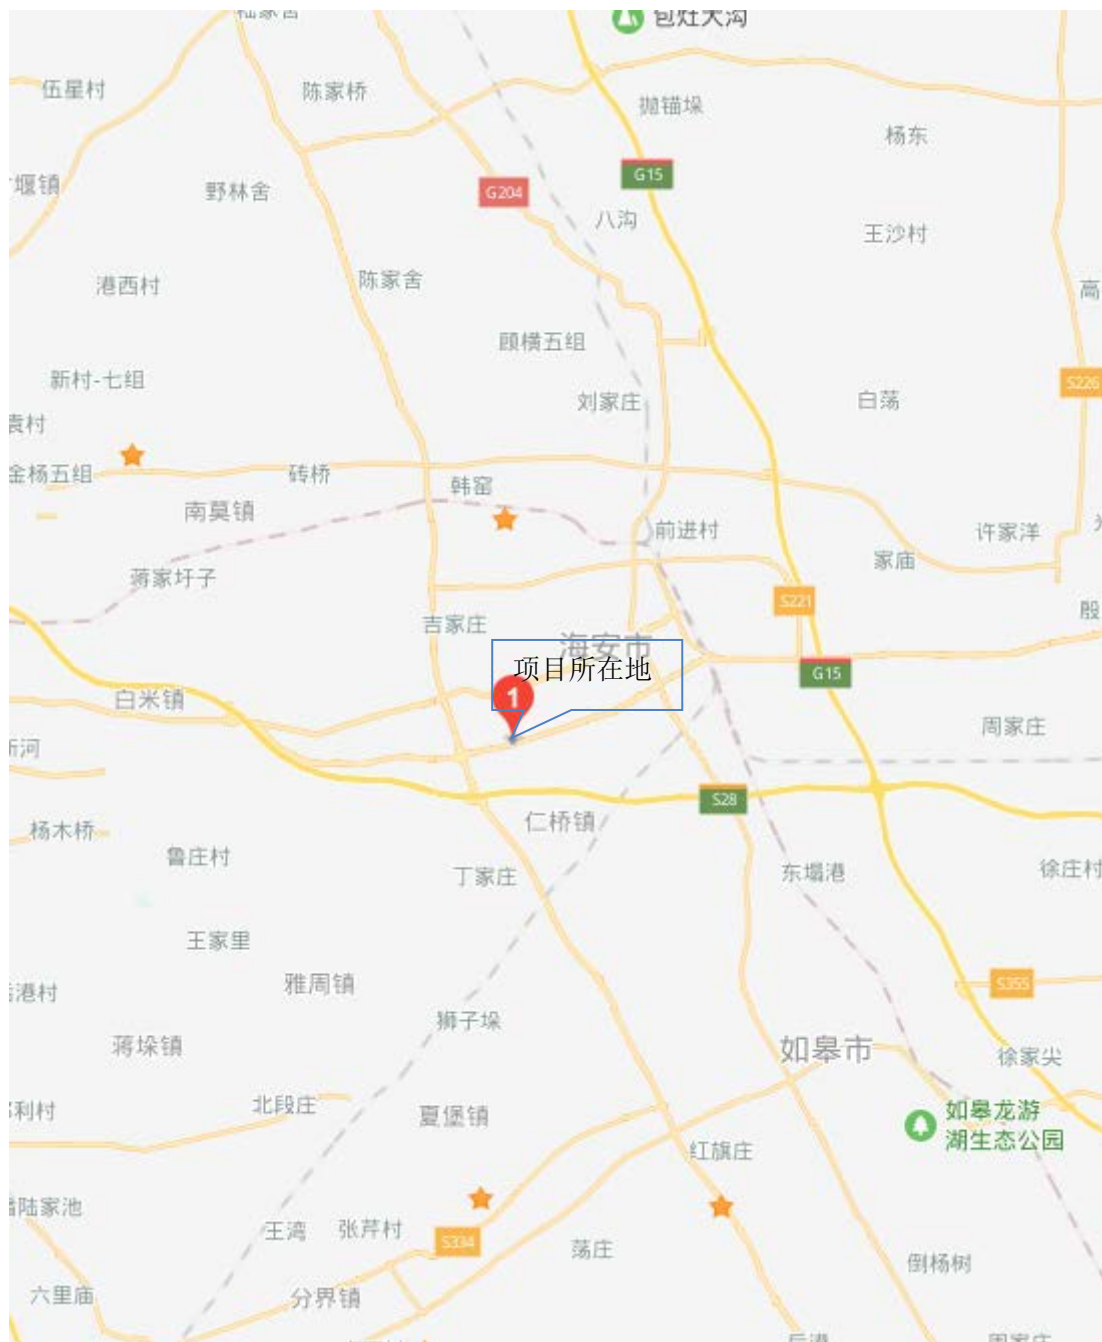 包灶大沟
伍星村
陈家桥
抛锚垛
杨东
G15
堰镇
野林舍
G204
八沟
王沙村
港西村
陈家舍
高
顾横五组
新村-七组
S226
刘家庄
白荡
袁村
金杨五组
砖桥
韩窑
南莫镇
前进村
许家洋
家庙
蒋家圩子
S221
殷
吉家庄
海安市
项目所在地
G15
1
白米镇
周家庄
河
S28
仁桥镇
杨木桥
鲁庄村
丁家庄
东塌港
徐庄村
王家里
雅周镇
S355
港村
狮子垛
蒋垛镇
如皋市
徐家尖
北段庄
利村
夏堡镇
如皋龙游
湖生态公园
红旗庄
陆家池
王湾
张芹村
S334
荡庄
倒杨树
六里庙
分界镇